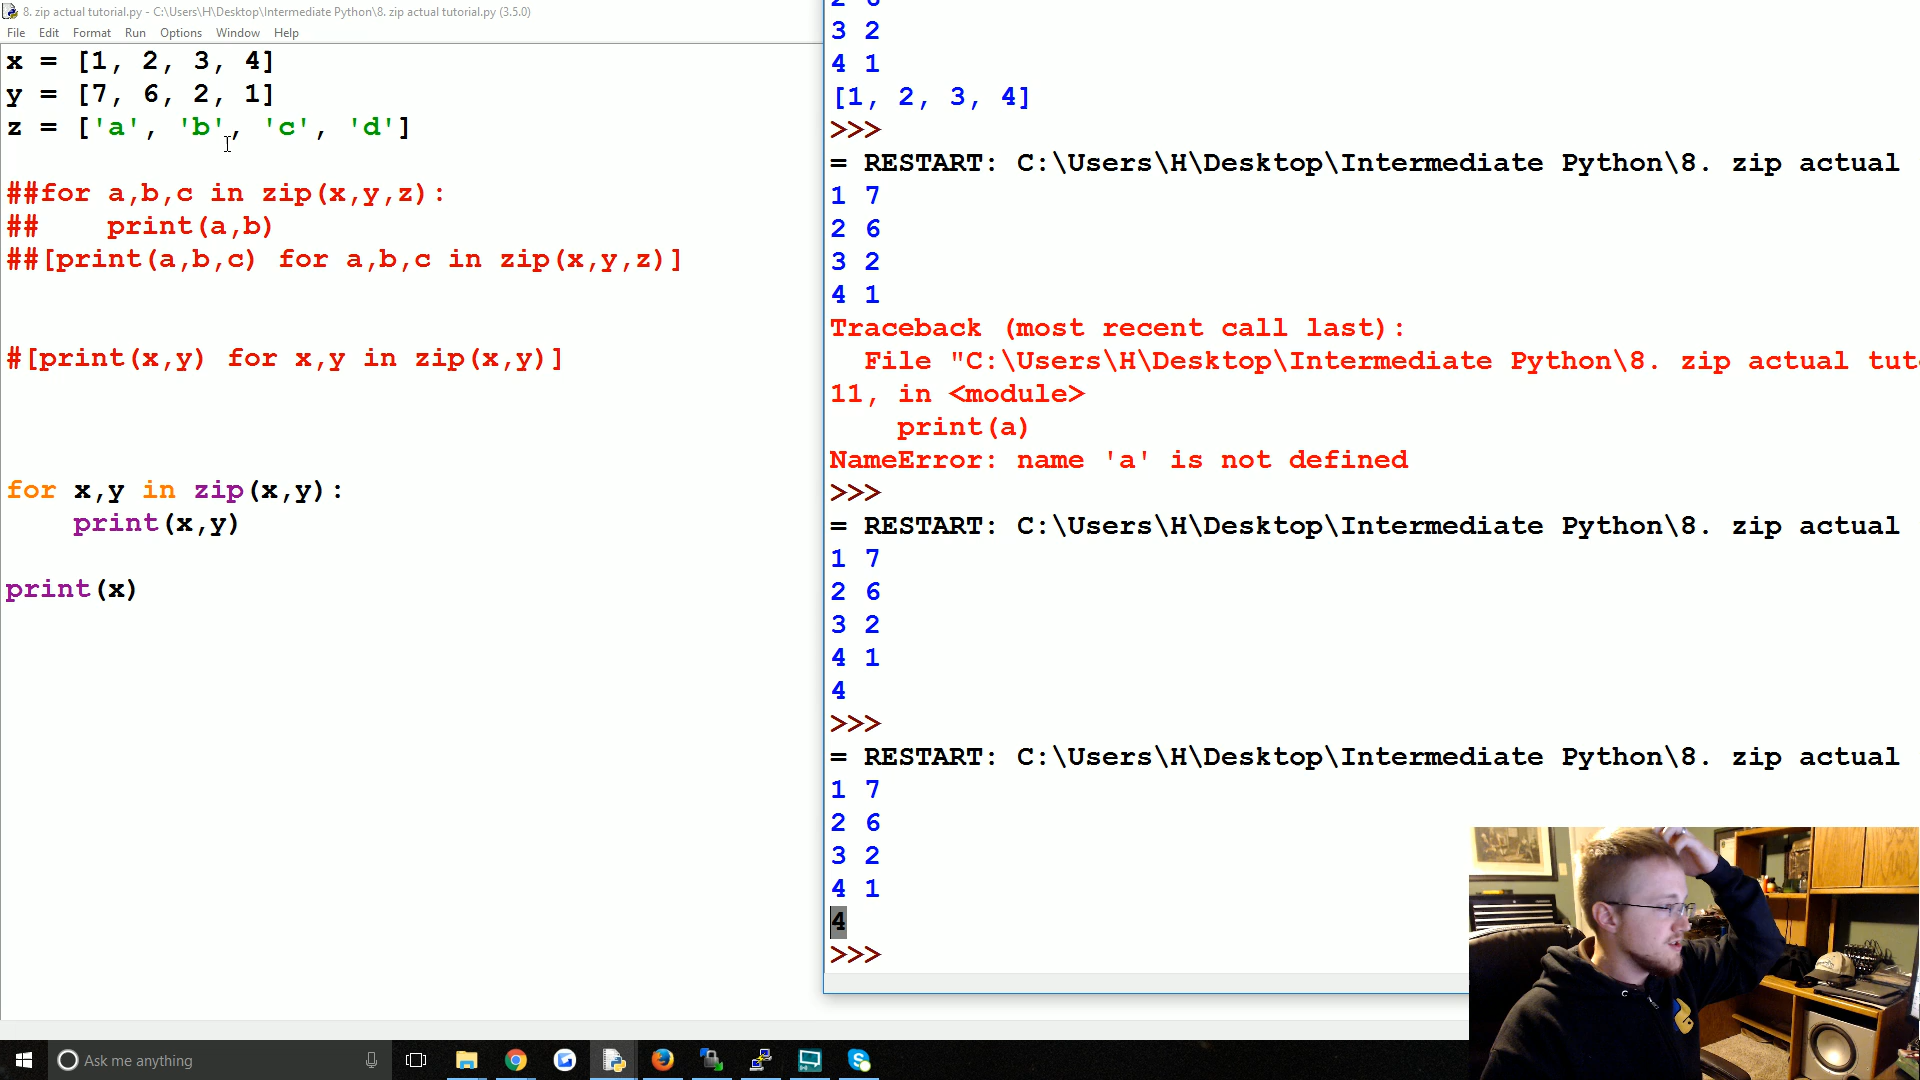 8. zip actual tutorial.py - C:\Users\H\Desktop\Intermediate Python\8. zip actual tutorial.py (3.5.0)
File Edit Format Run Options Window Help
x = [1, 2, 3, 4]
y = [7, 6, 2, 1]
z = ['a', 'b', 'c', 'd']
##for a,b,c in zip(x,y,z):
##    print(a,b)
##[print(a,b,c) for a,b,c in zip(x,y,z)]
#[print(x,y) for x,y in zip(x,y)]
for x,y in zip(x,y):
    print(x,y)
print(x)
3 2
4 1
[1, 2, 3, 4]
>>>
= RESTART: C:\Users\H\Desktop\Intermediate Python\8. zip actual
1 7
2 6
3 2
4 1
Traceback (most recent call last):
  File "C:\Users\H\Desktop\Intermediate Python\8. zip actual tut
11, in <module>
    print(a)
NameError: name 'a' is not defined
>>>
= RESTART: C:\Users\H\Desktop\Intermediate Python\8. zip actual
1 7
2 6
3 2
4 1
4
>>>
= RESTART: C:\Users\H\Desktop\Intermediate Python\8. zip actual
1 7
2 6
3 2
4 1
4
>>>
Ask me anything